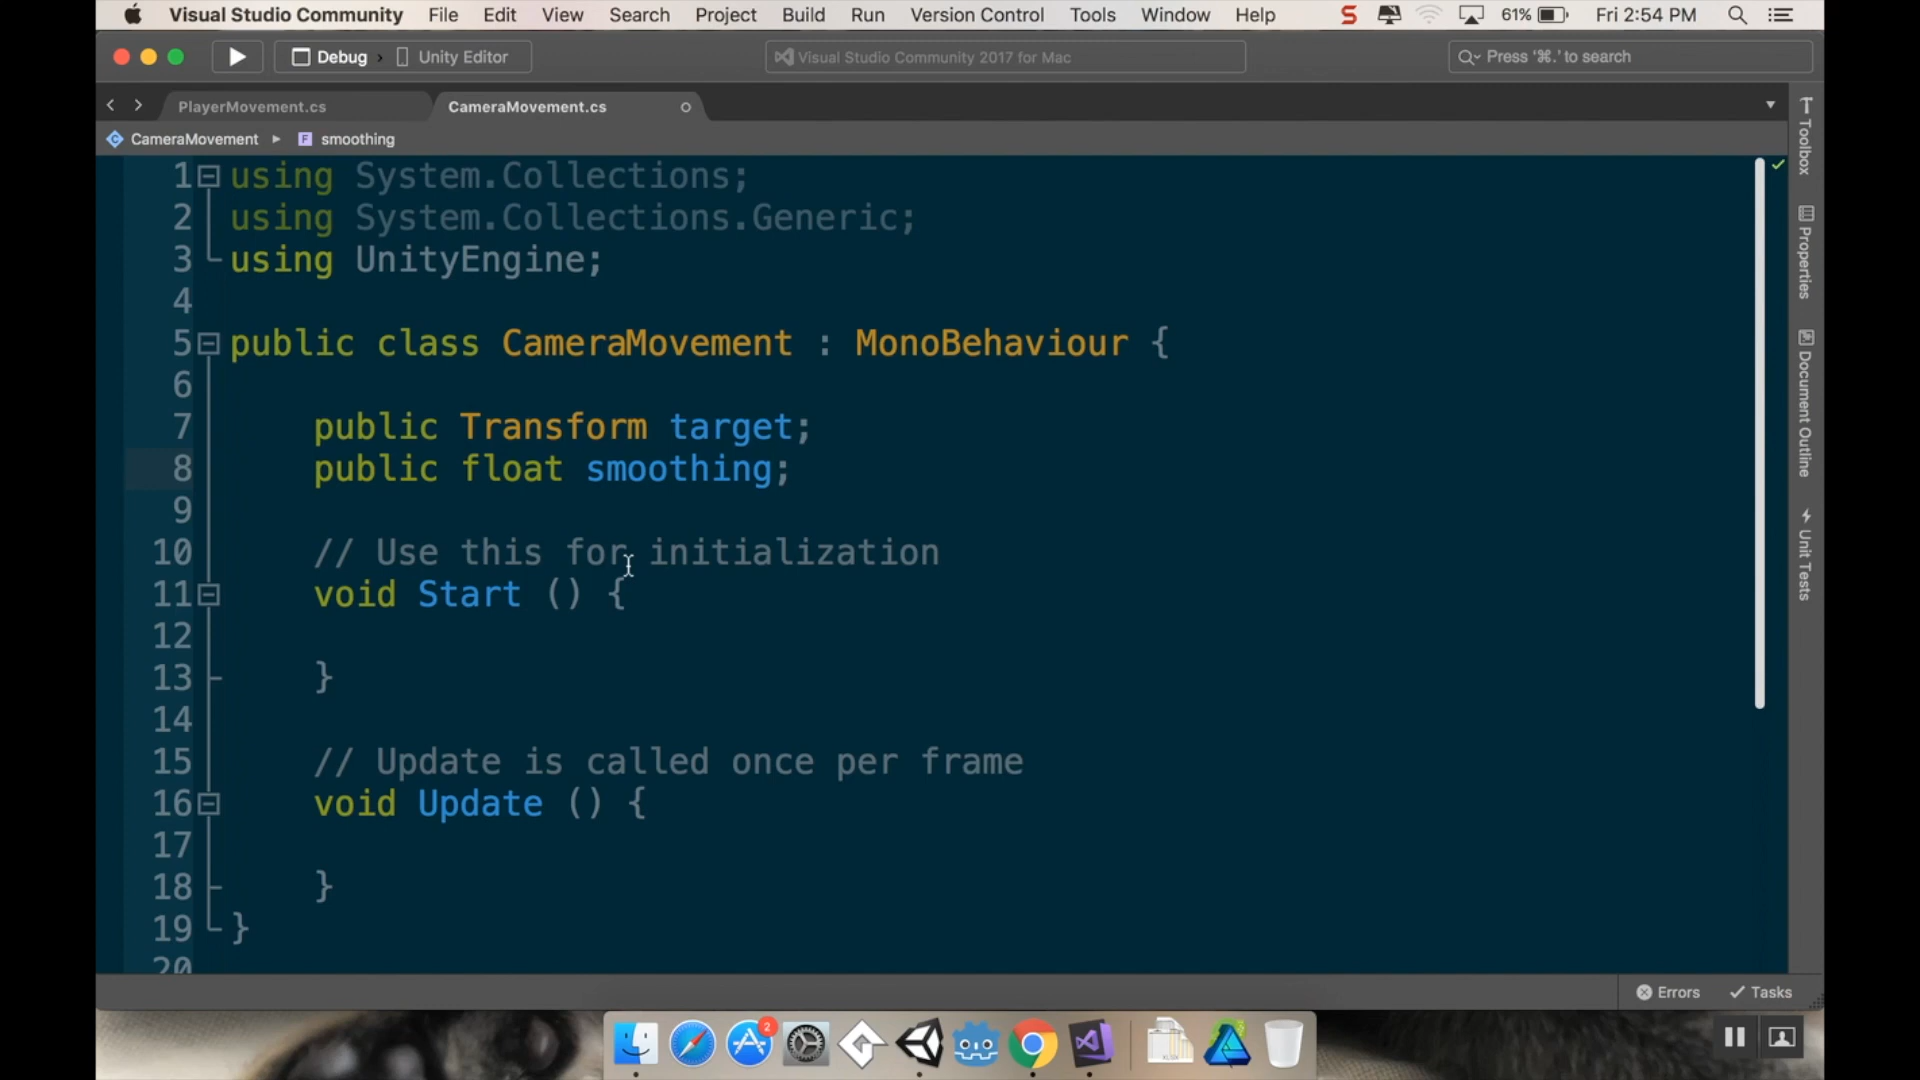 Visual Studio Community File Edit View Search Project Build Run Version Control Tools Window Help S 61% Fri 2:54 PM
Debug Unity Editor Visual Studio Community 2017 for Mac Press '⌘.' to search
PlayerMovement.cs CameraMovement.cs
CameraMovement F smoothing
1 using System.Collections;
2 using System.Collections.Generic;
3 using UnityEngine;
4
5 public class CameraMovement : MonoBehaviour {
6
7 public Transform target;
8 public float smoothing;
9
10 // Use this for initialization
11 void Start () {
12
13 }
14
15 // Update is called once per frame
16 void Update () {
17
18 }
19 }
20
Toolbox
Properties
Document Outline
Unit Tests
Errors Tasks
2
XLSX